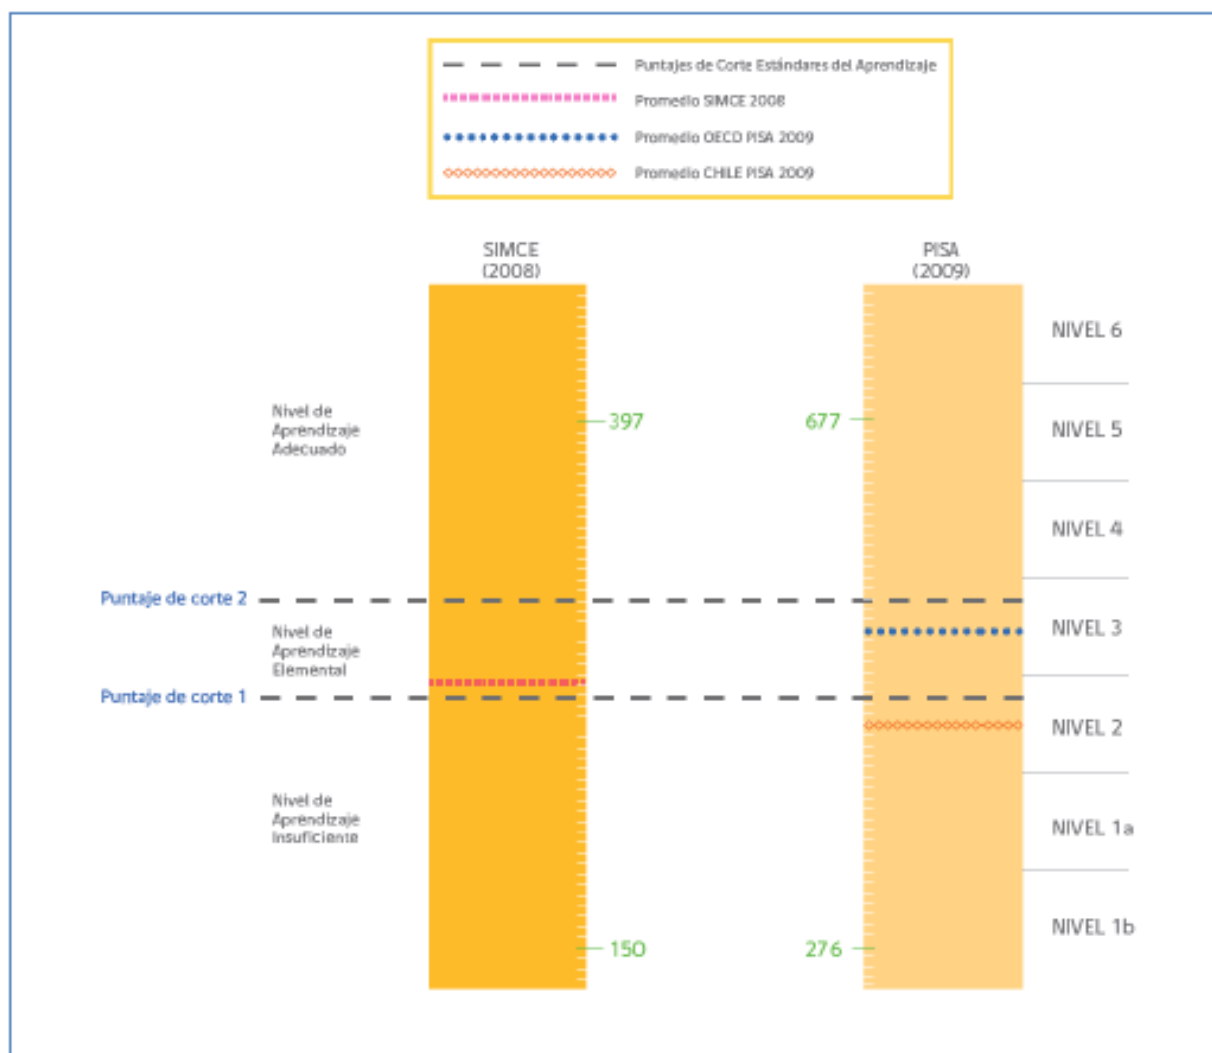 Puntajes de Corte Estándares del Aprendizaje
Promedio SIMCE 2008
Promedio OECD PISA 2009
Promedio CHILE PISA 2009
SIMCE
(2008)
PISA
(2009)
NIVEL 6
Nivel de
Aprendizaje
Adecuado
397
677
NIVEL 5
NIVEL 4
Puntaje de corte 2
Nivel de
Aprendizaje
Elemental
NIVEL 3
Puntaje de corte 1
NIVEL 2
Nivel de
Aprendizaje
Insuficiente
NIVEL 1a
150
276
NIVEL 1b